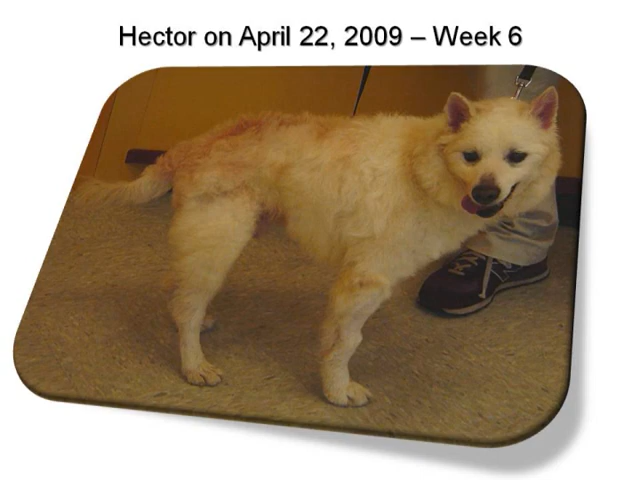 Hector on April 22, 2009 – Week 6